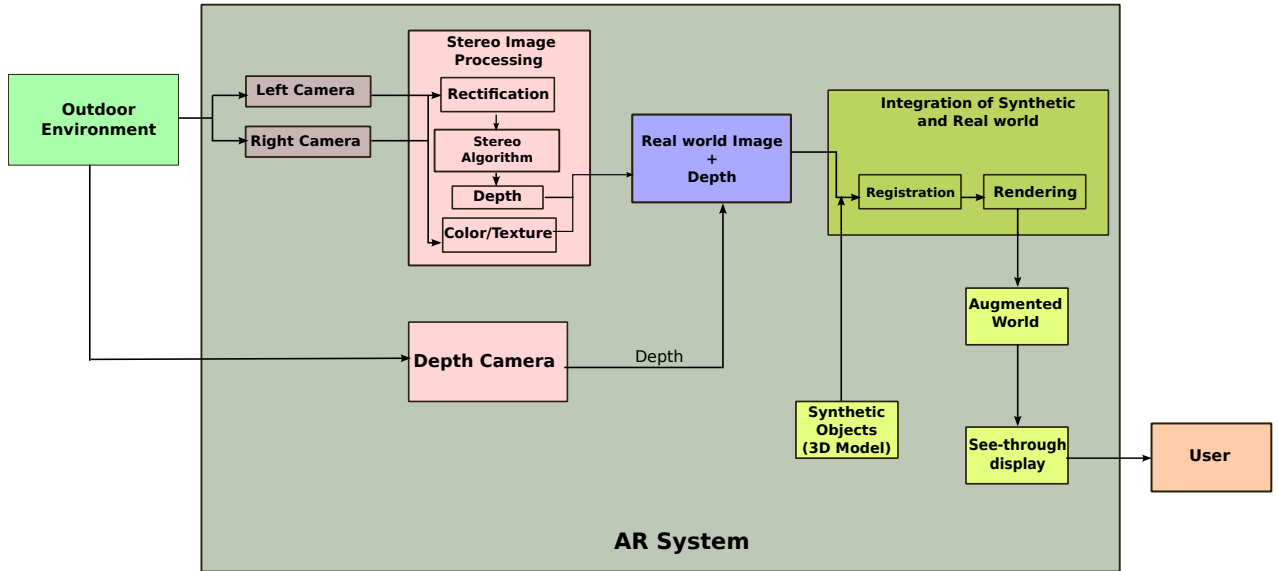 Outdoor
Environment
Left Camera
Right Camera
Stereo Image
Processing
Rectification
Stereo
Algorithm
Depth
Color/Texture
Real world Image
+
Depth
Integration of Synthetic
and Real world
Registration
Rendering
Augmented
World
Depth Camera
Depth
Synthetic
Objects
(3D Model)
See-through
display
User
AR System